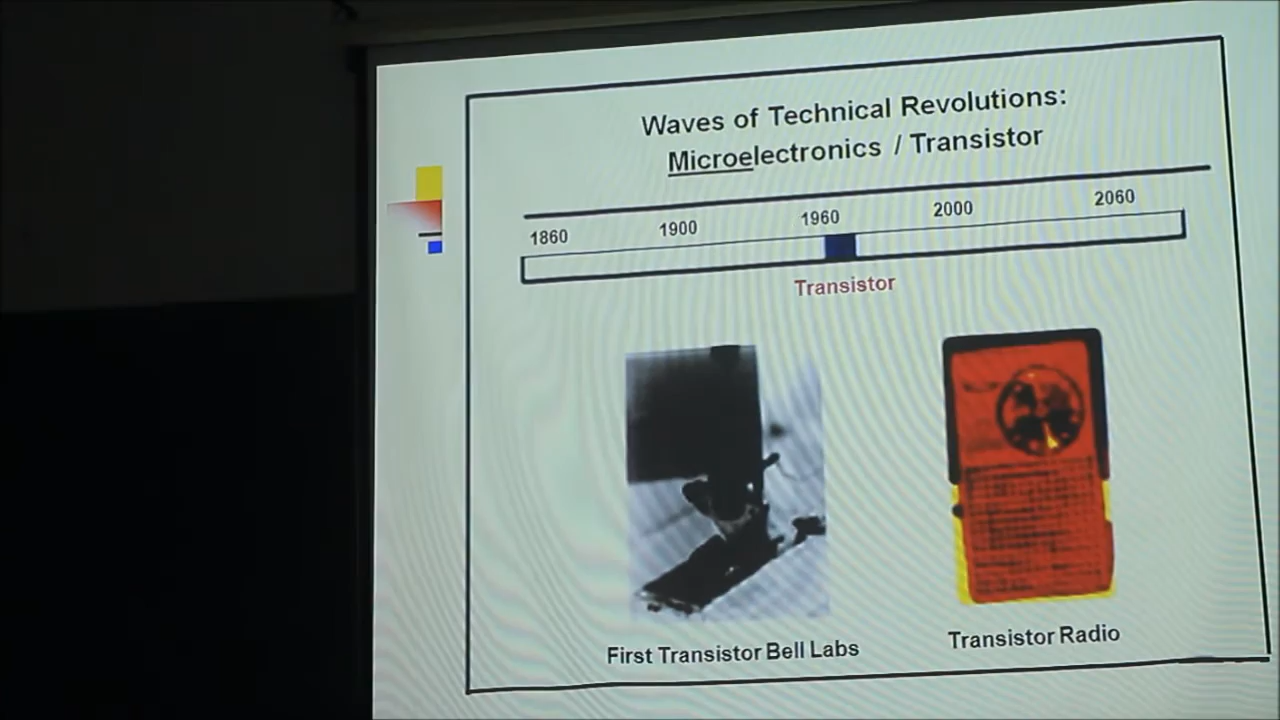 Waves of Technical Revolutions:
Microelectronics / Transistor
1860 1900 1960 2000 2060
Transistor
First Transistor Bell Labs
Transistor Radio